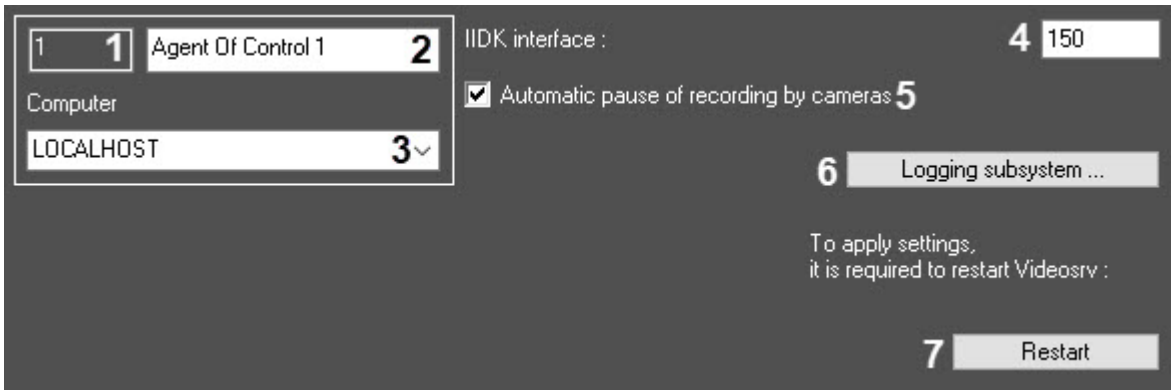 1 1 Agent Of Control 1 2
Computer
LOCALHOST 3
IIDK interface : 4 150
Automatic pause of recording by cameras 5
6 Logging subsystem ...
To apply settings,
it is required to restart Videosrv :
7 Restart